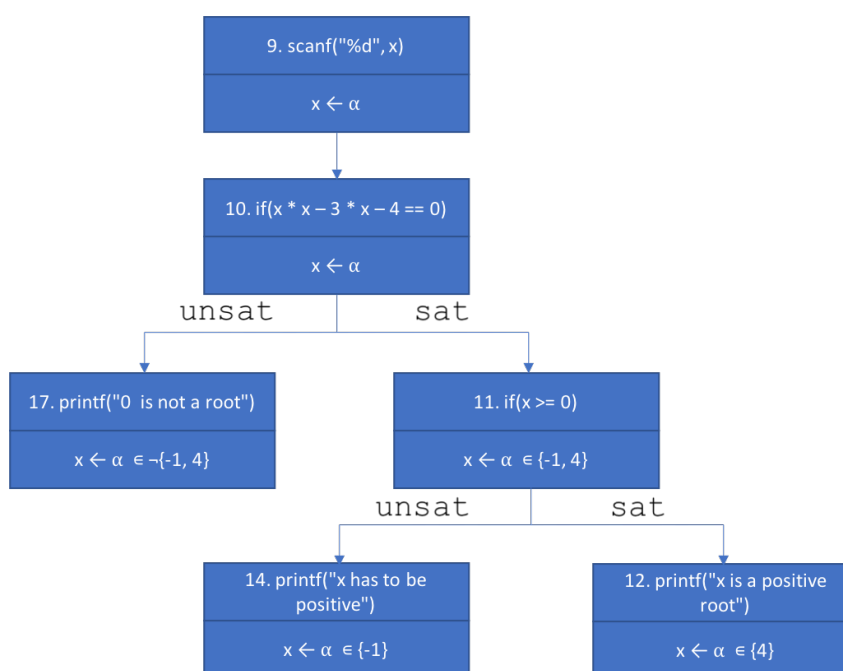 9. scanf("%d", x)
x ← α
10. if(x * x – 3 * x – 4 == 0)
x ← α
unsat
sat
17. printf("0  is not a root")
x ← α ∈ ¬{-1, 4}
11. if(x >= 0)
x ← α ∈ {-1, 4}
unsat
sat
14. printf("x has to be
positive")
x ← α ∈ {-1}
12. printf("x is a positive
root")
x ← α ∈ {4}